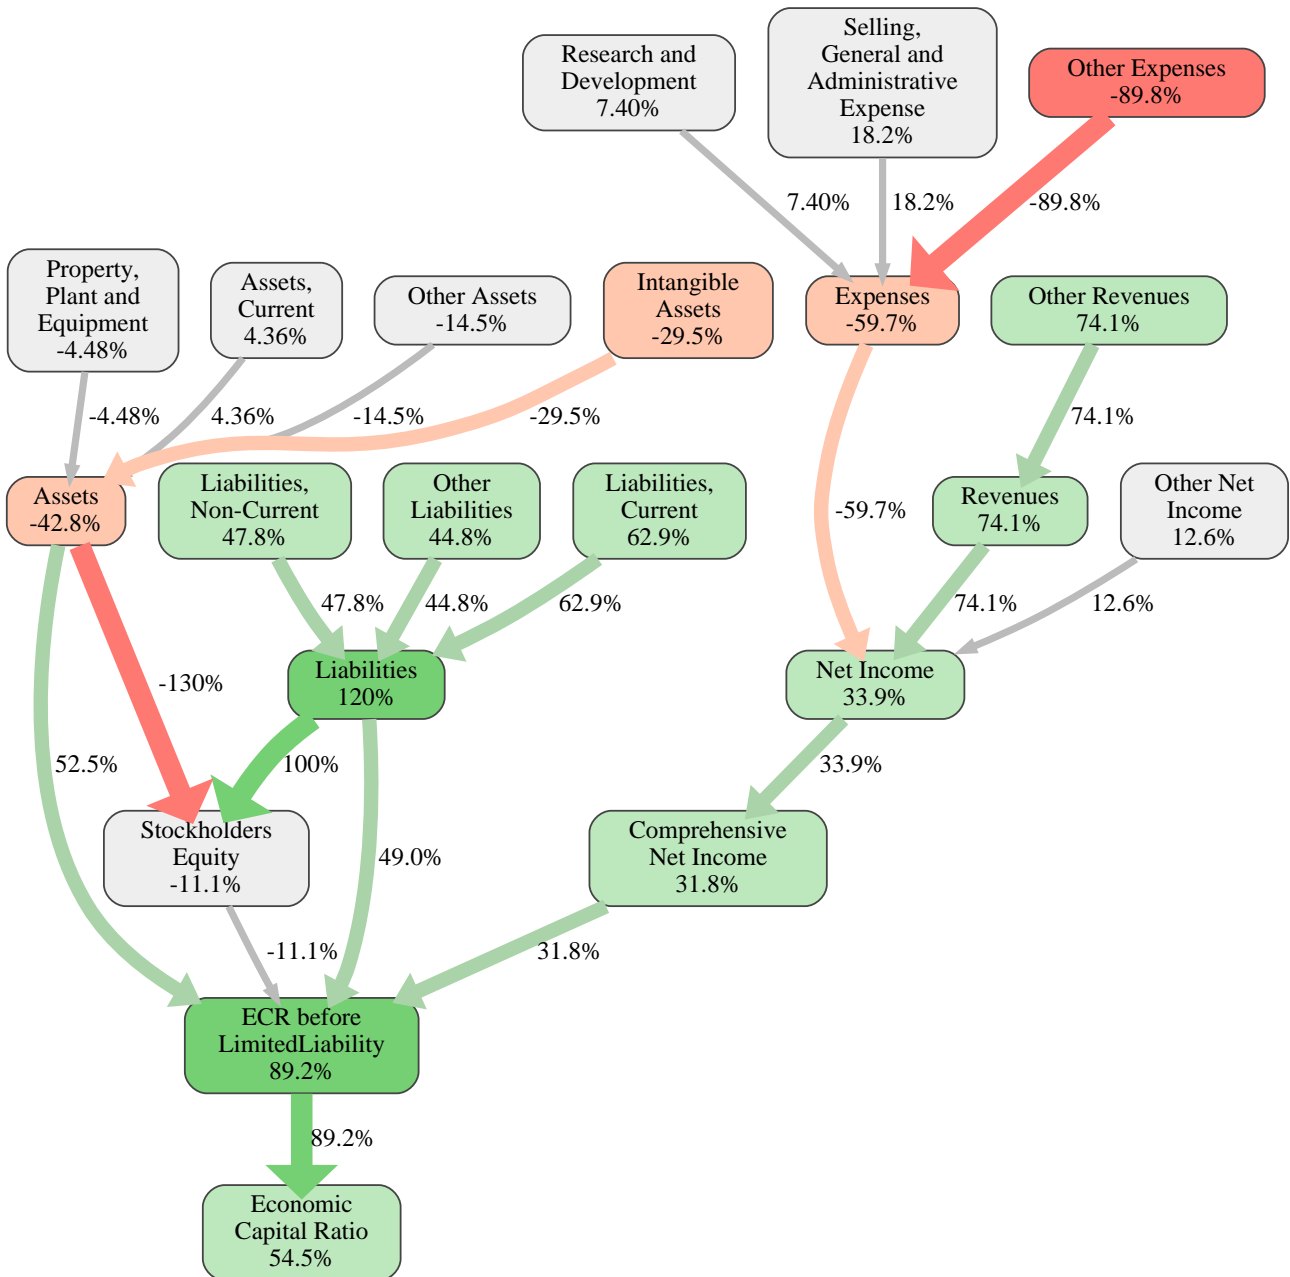 Research and
Development
7.40%
Selling,
General and
Administrative
Expense
18.2%
Other Expenses
-89.8%
7.40%
18.2%
-89.8%
Property,
Plant and
Equipment
-4.48%
Assets,
Current
4.36%
Other Assets
-14.5%
Intangible
Assets
-29.5%
Expenses
-59.7%
Other Revenues
74.1%
-4.48%
4.36%
-14.5%
-29.5%
74.1%
Assets
-42.8%
Liabilities,
Non-Current
47.8%
Other
Liabilities
44.8%
Liabilities,
Current
62.9%
-59.7%
Revenues
74.1%
Other Net
Income
12.6%
47.8%
44.8%
62.9%
74.1%
12.6%
-130%
Liabilities
120%
Net Income
33.9%
52.5%
100%
33.9%
Stockholders
Equity
-11.1%
49.0%
Comprehensive
Net Income
31.8%
-11.1%
31.8%
ECR before
LimitedLiability
89.2%
89.2%
Economic
Capital Ratio
54.5%